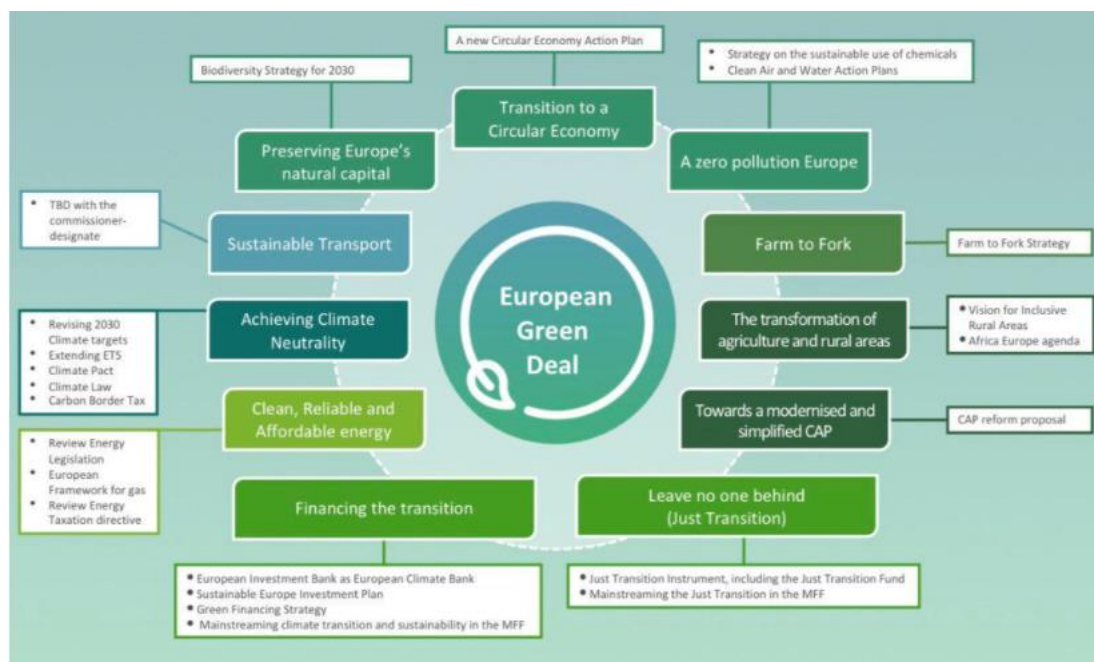 A new Circular Economy Action Plan
Biodiversity Strategy for 2030
• Strategy on the sustainable use of chemicals
• Clean Air and Water Action Plans
Transition to a
Circular Economy
Preserving Europe's
natural capital
A zero pollution Europe
• TBD with the
commissioner-
designate
Sustainable Transport
Farm to Fork
Farm to Fork Strategy
European
Green
Deal
• Revising 2030
Climate targets
• Extending ETS
• Climate Pact
• Climate Law
• Carbon Border Tax
Achieving Climate
Neutrality
The transformation of
agriculture and rural areas
• Vision for Inclusive
Rural Areas
• Africa Europe agenda
Clean, Reliable and
Affordable energy
Towards a modernised and
simplified CAP
CAP reform proposal
• Review Energy
Legislation
• European
Framework for gas
• Review Energy
Taxation directive
Financing the transition
Leave no one behind
(Just Transition)
• European Investment Bank as European Climate Bank
• Sustainable Europe Investment Plan
• Green Financing Strategy
• Mainstreaming climate transition and sustainability in the MFF
• Just Transition Instrument, including the Just Transition Fund
• Mainstreaming the Just Transition in the MFF